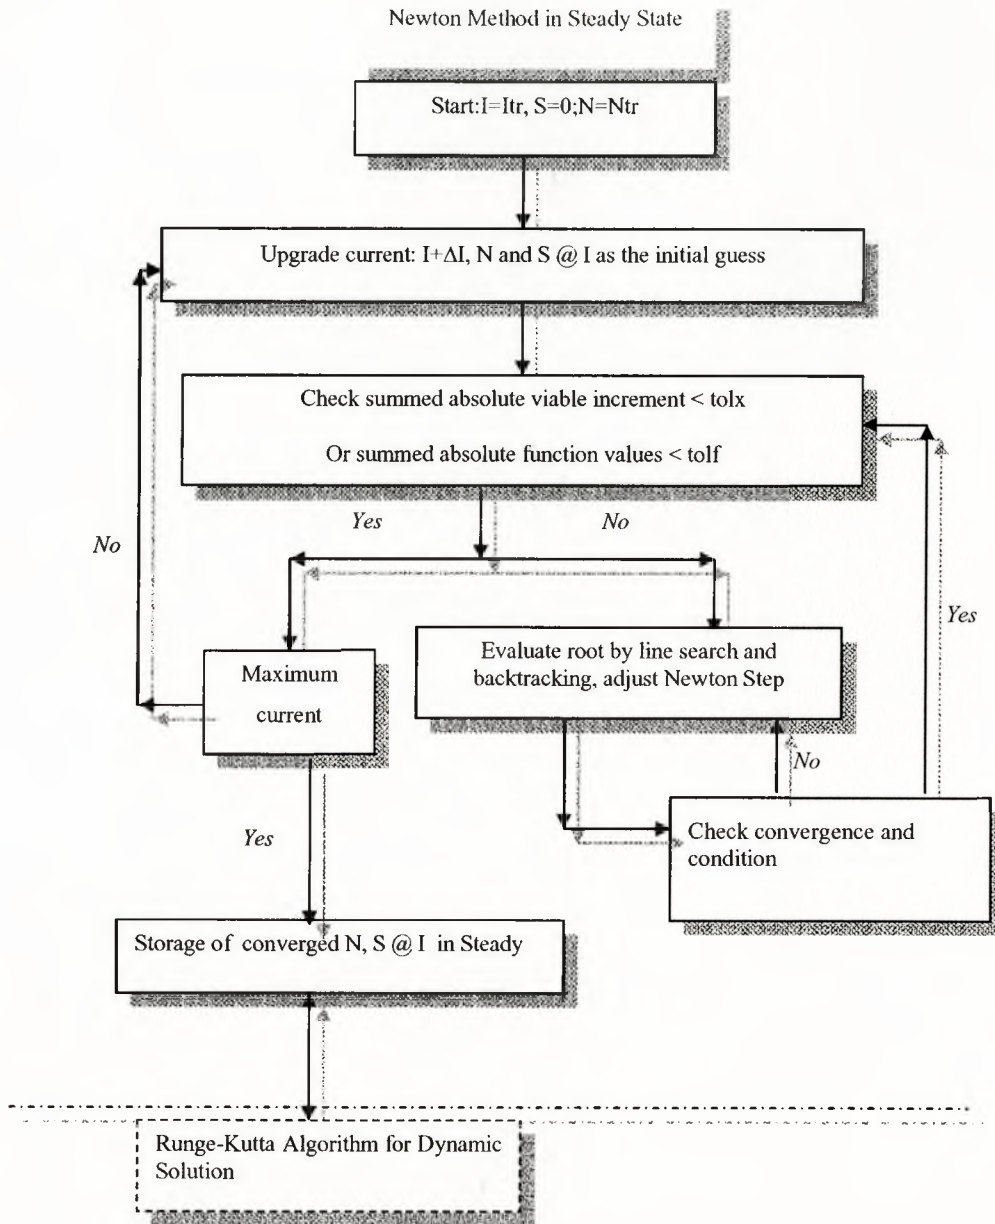 Newton Method in Steady State
Start:I=Itr, S=0;N=Ntr
Upgrade current: I+ΔI, N and S @ I as the initial guess
Check summed absolute viable increment < tolx
Or summed absolute function values < tolf
Yes
No
No
Yes
Evaluate root by line search and
backtracking, adjust Newton Step
Maximum
current
No
Yes
Check convergence and
condition
Storage of converged N, S @ I in Steady
Runge-Kutta Algorithm for Dynamic
Solution